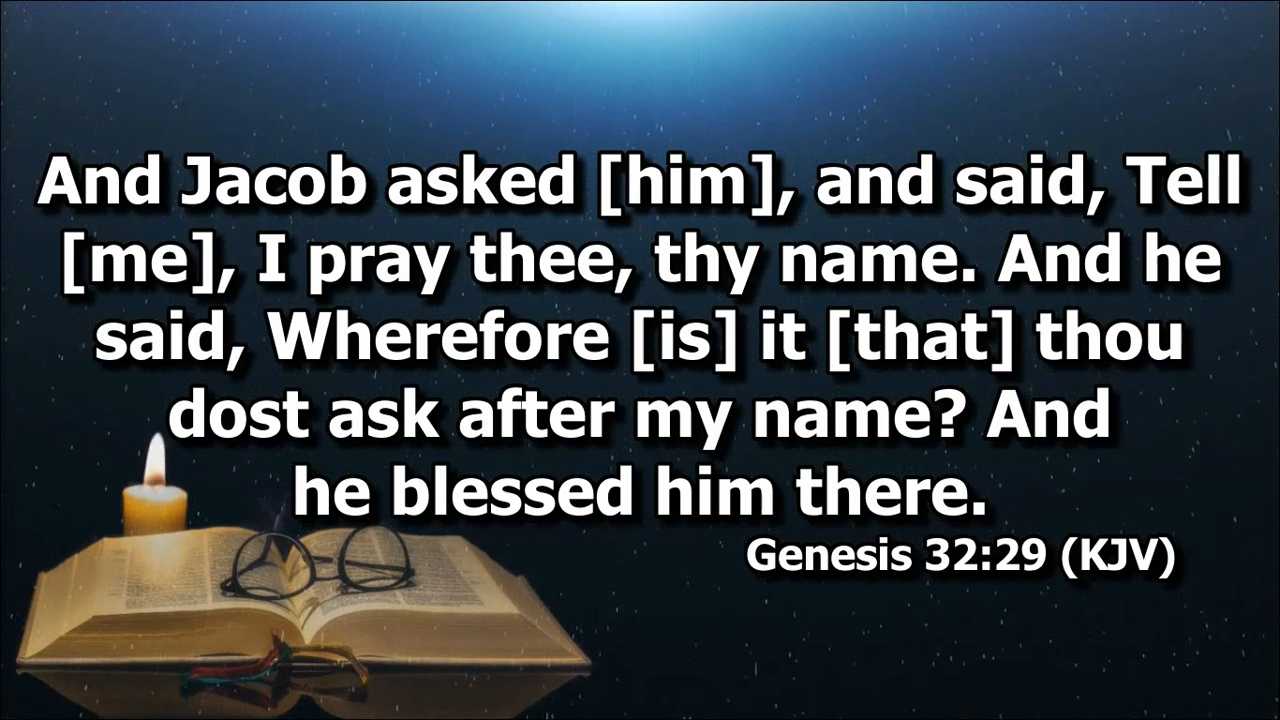 And Jacob asked [him], and said, Tell
[me], I pray thee, thy name. And he
said, Wherefore [is] it [that] thou
dost ask after my name? And
he blessed him there.
Genesis 32:29 (KJV)